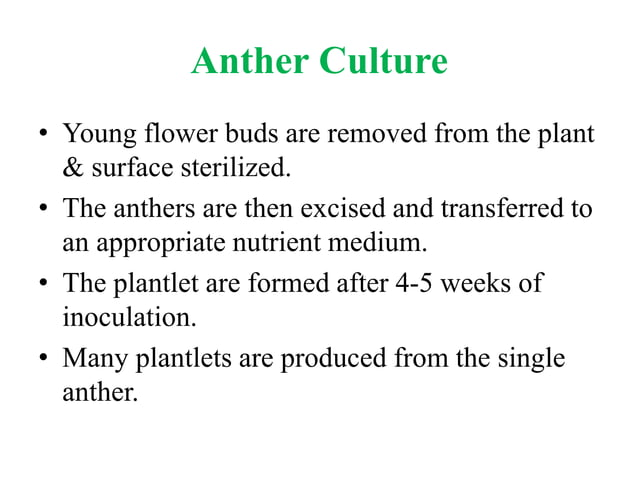 Anther Culture
• Young flower buds are removed from the plant
& surface sterilized.
• The anthers are then excised and transferred to
an appropriate nutrient medium.
• The plantlet are formed after 4-5 weeks of
inoculation.
• Many plantlets are produced from the single
anther.